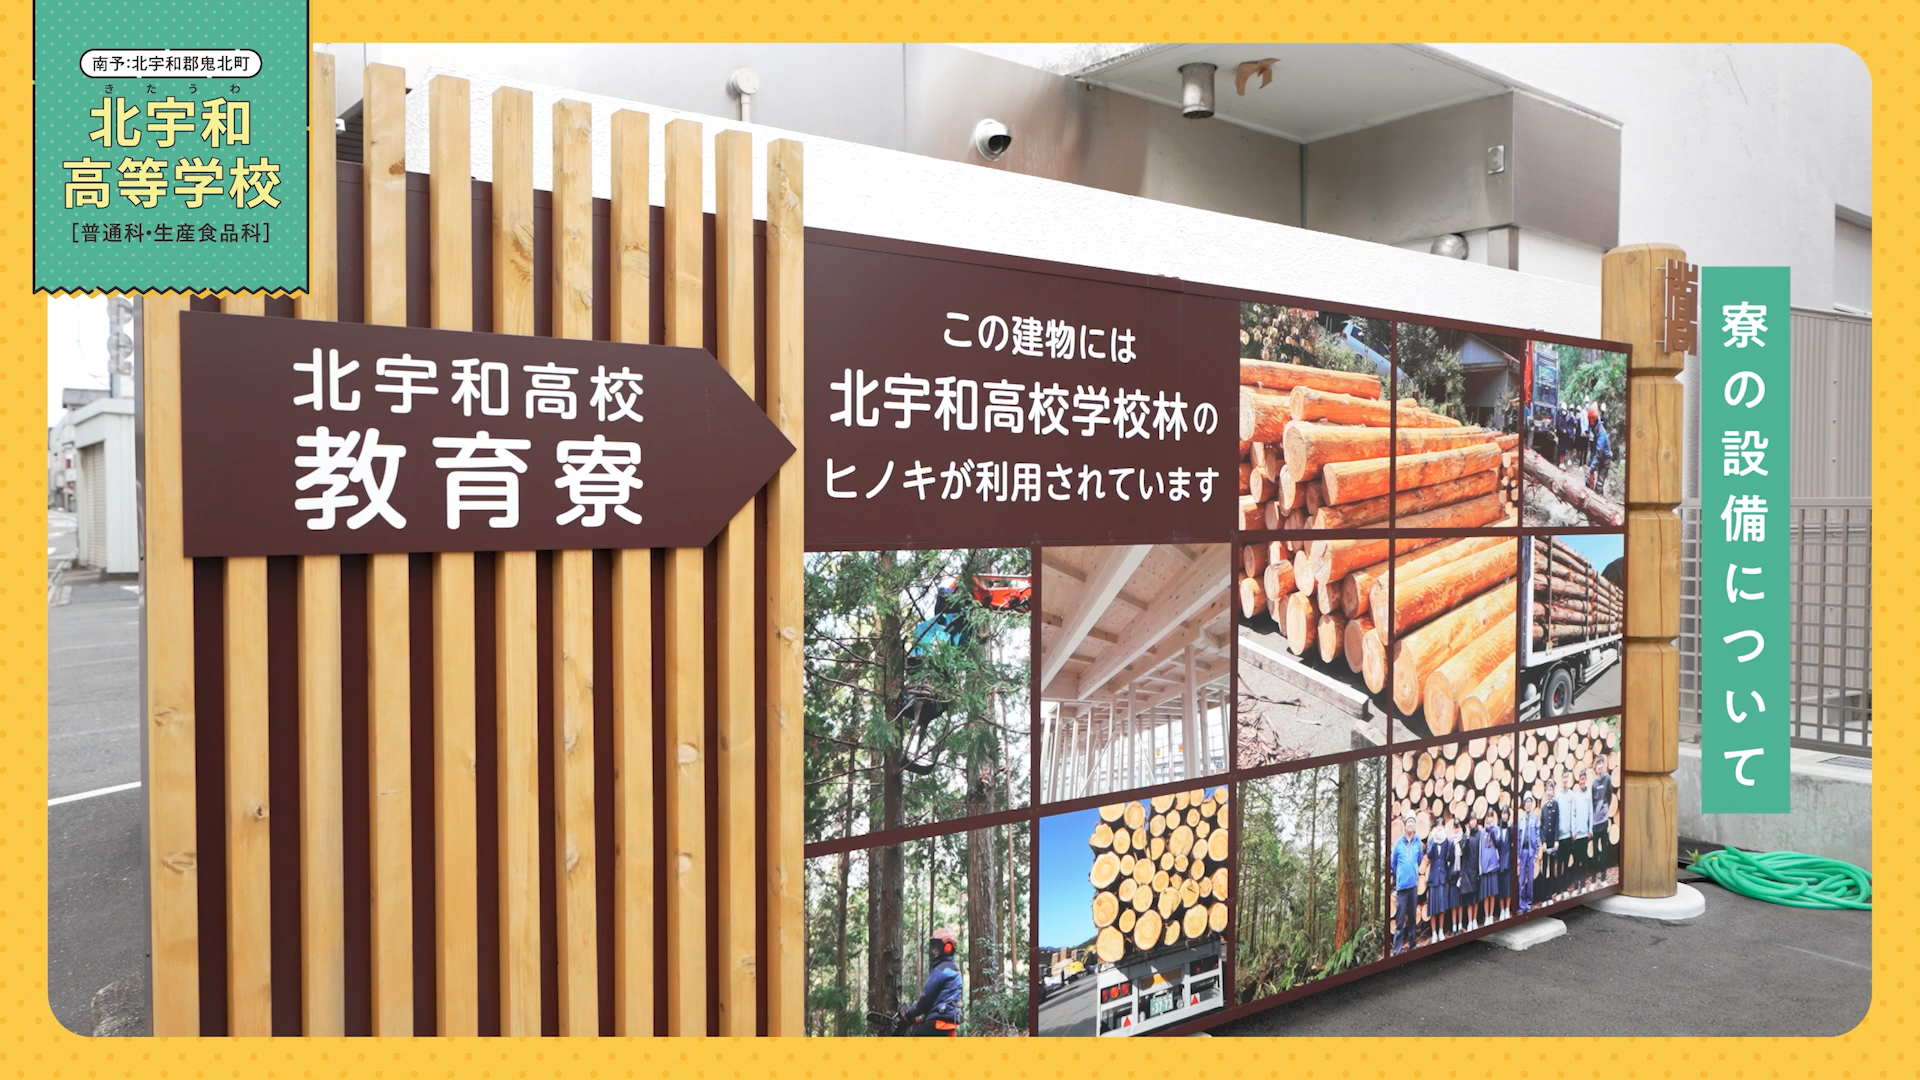 南予:北宇和郡鬼北町
きたうわ
北宇和
高等学校
[普通科・生産食品科]
北宇和高校
教育寮
この建物には
北宇和高校学校林の
ヒノキが利用されています
寮の設備について